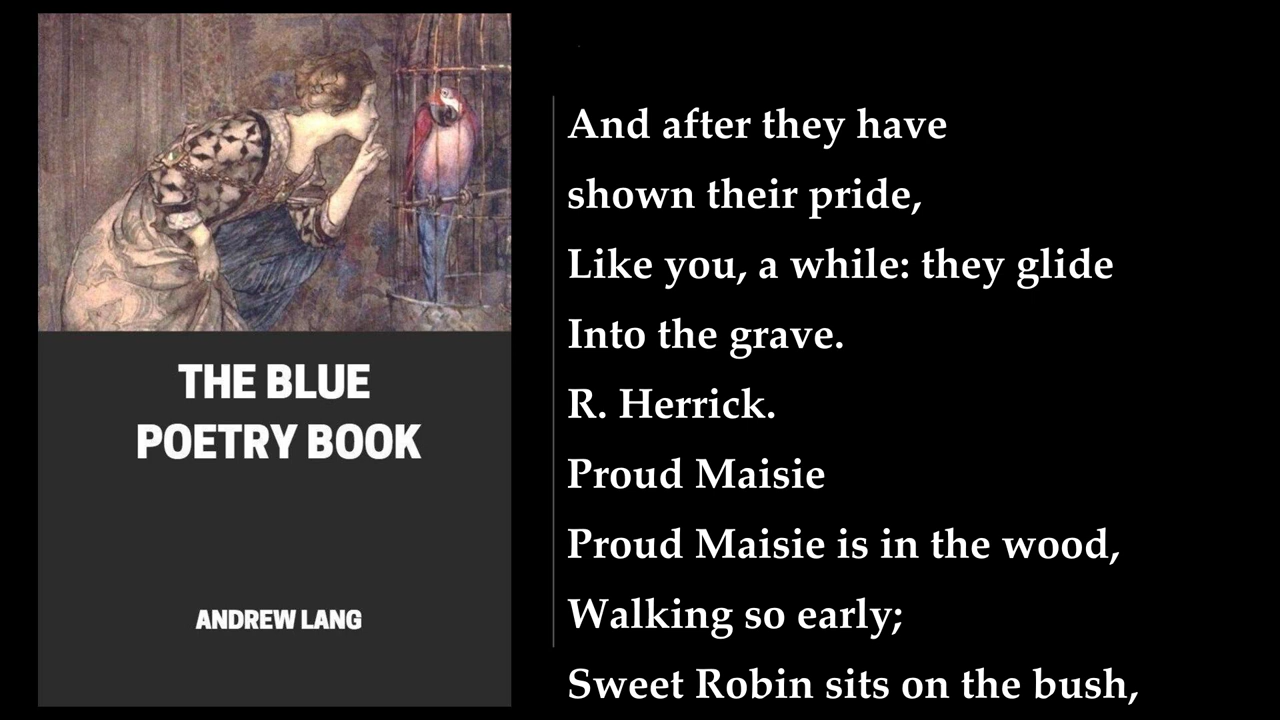 THE BLUE
POETRY BOOK
ANDREW LANG
And after they have
shown their pride,
Like you, a while: they glide
Into the grave.
R. Herrick.
Proud Maisie
Proud Maisie is in the wood,
Walking so early;
Sweet Robin sits on the bush,